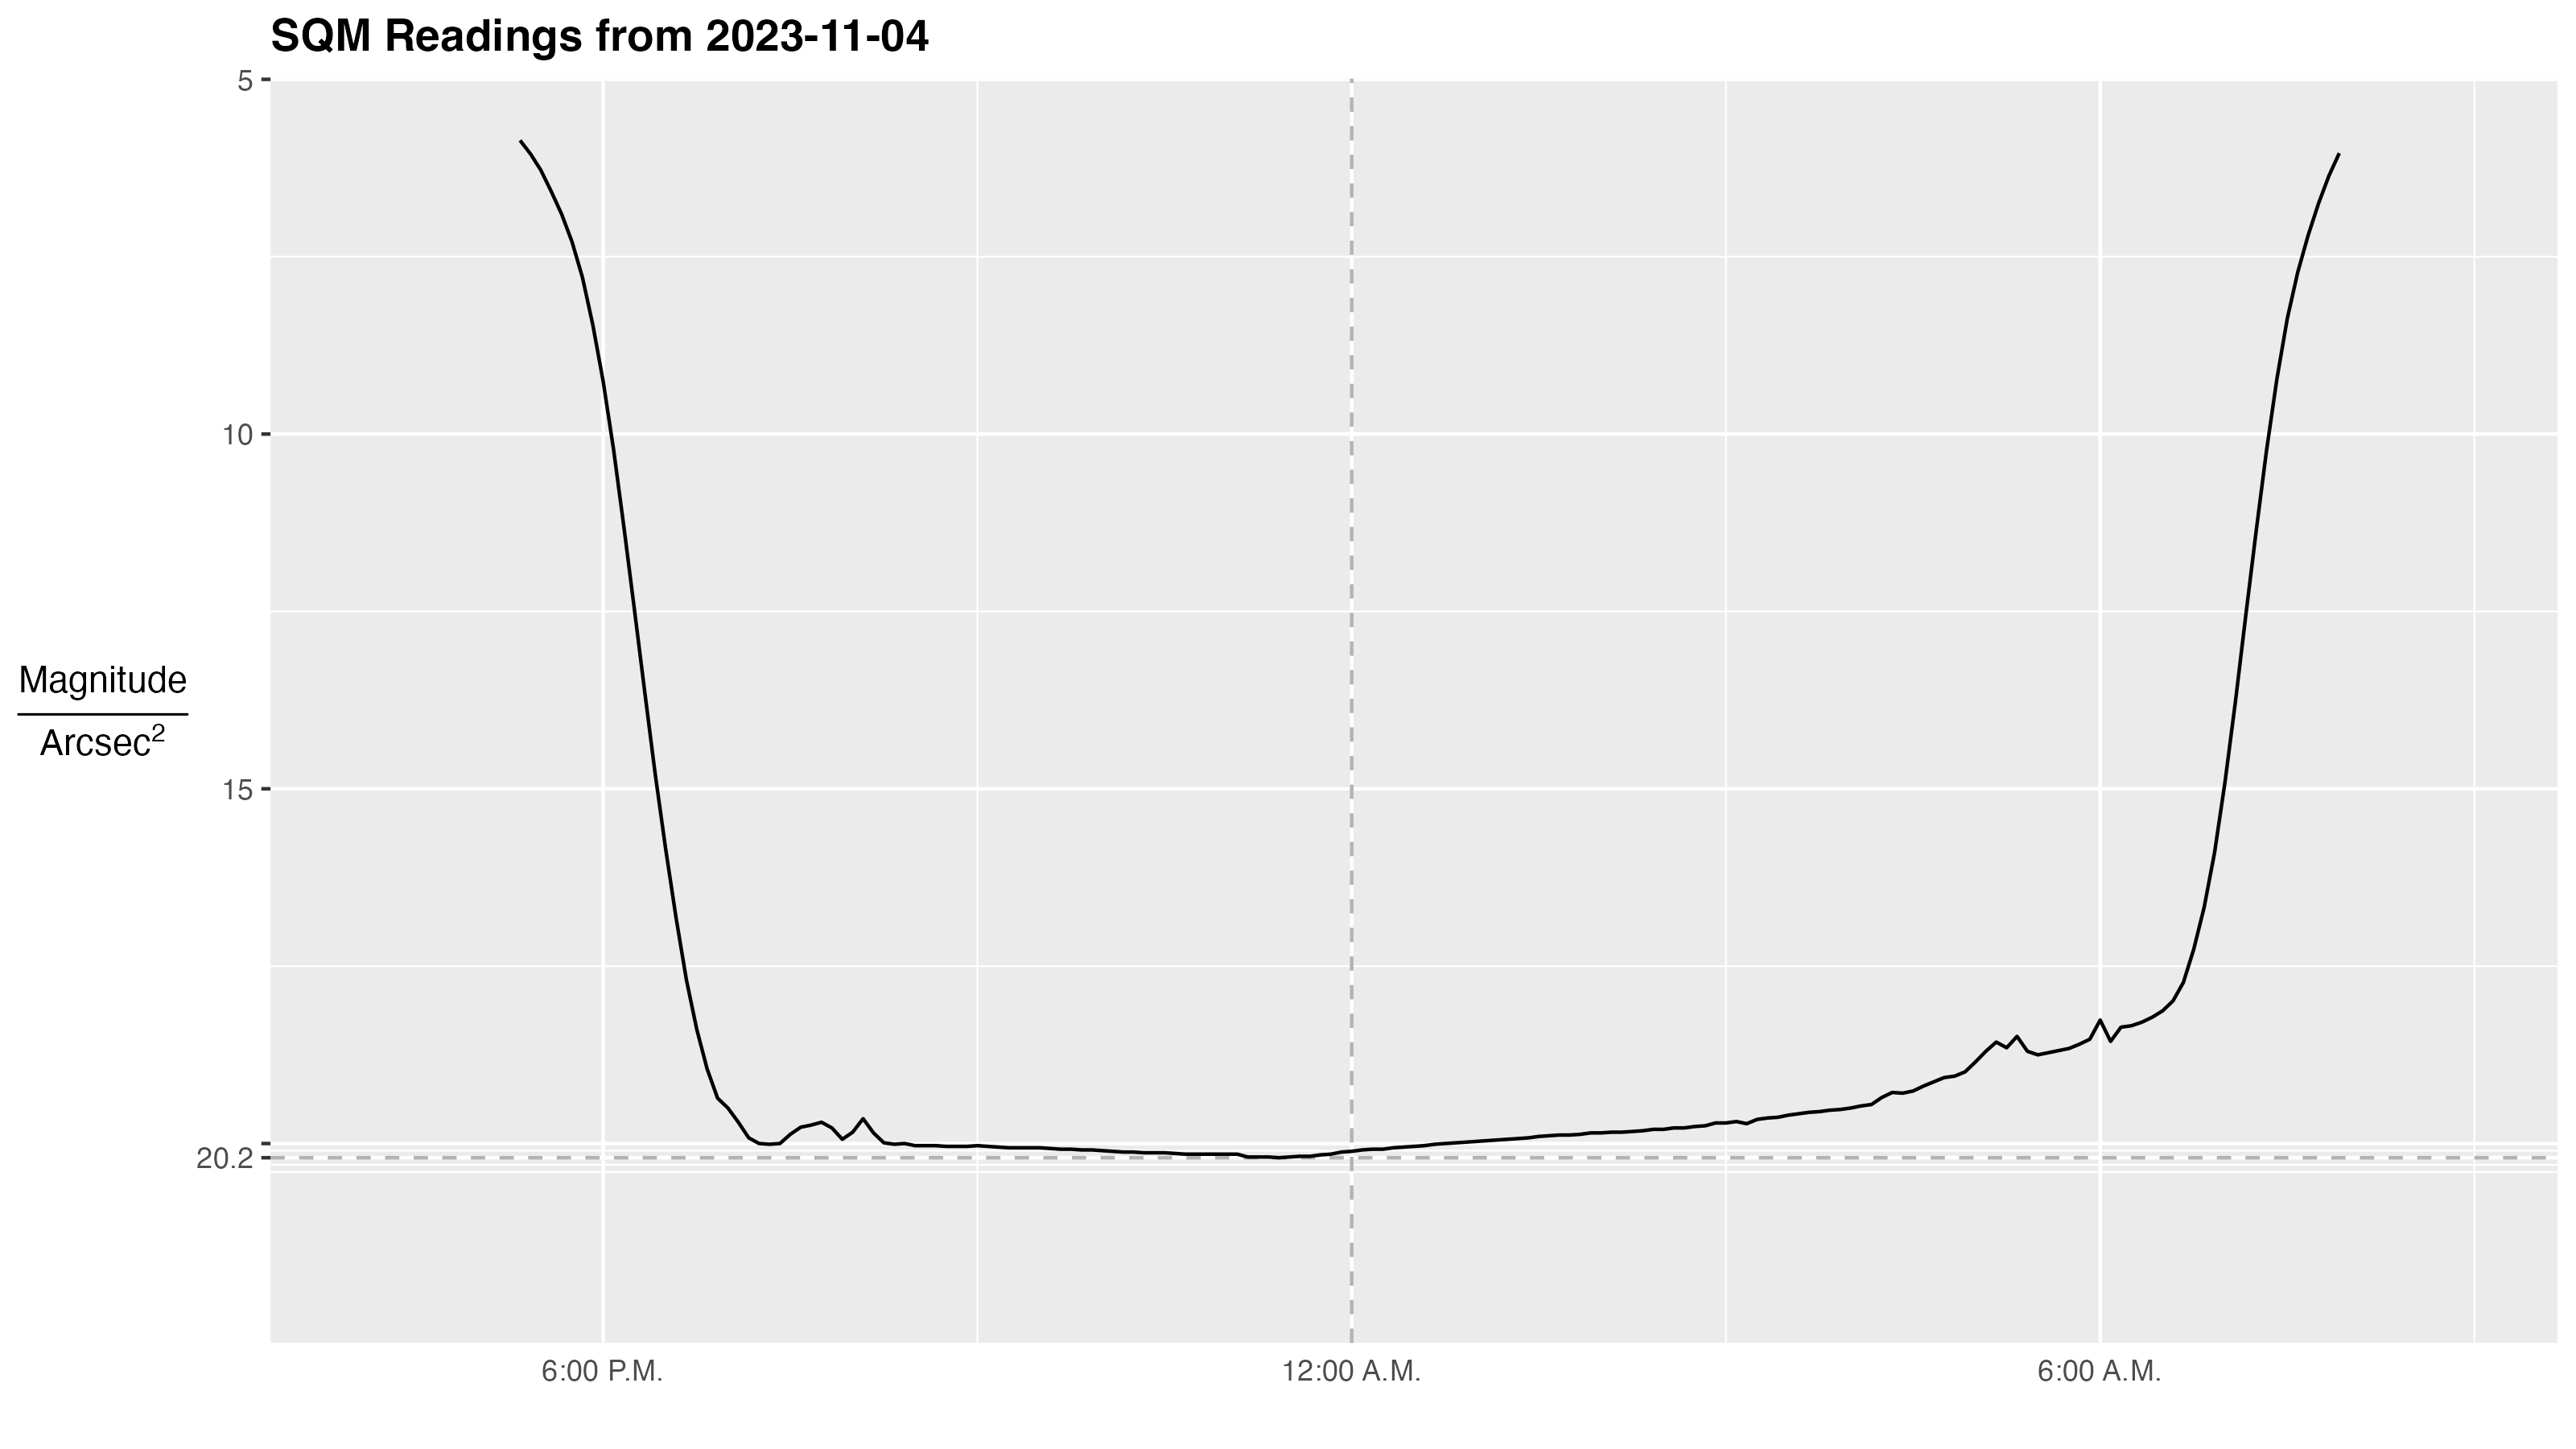 SQM Readings from 2023-11-04
5
10
15
20.2
Magnitude
Arcsec²
6:00 P.M.
12:00 A.M.
6:00 A.M.